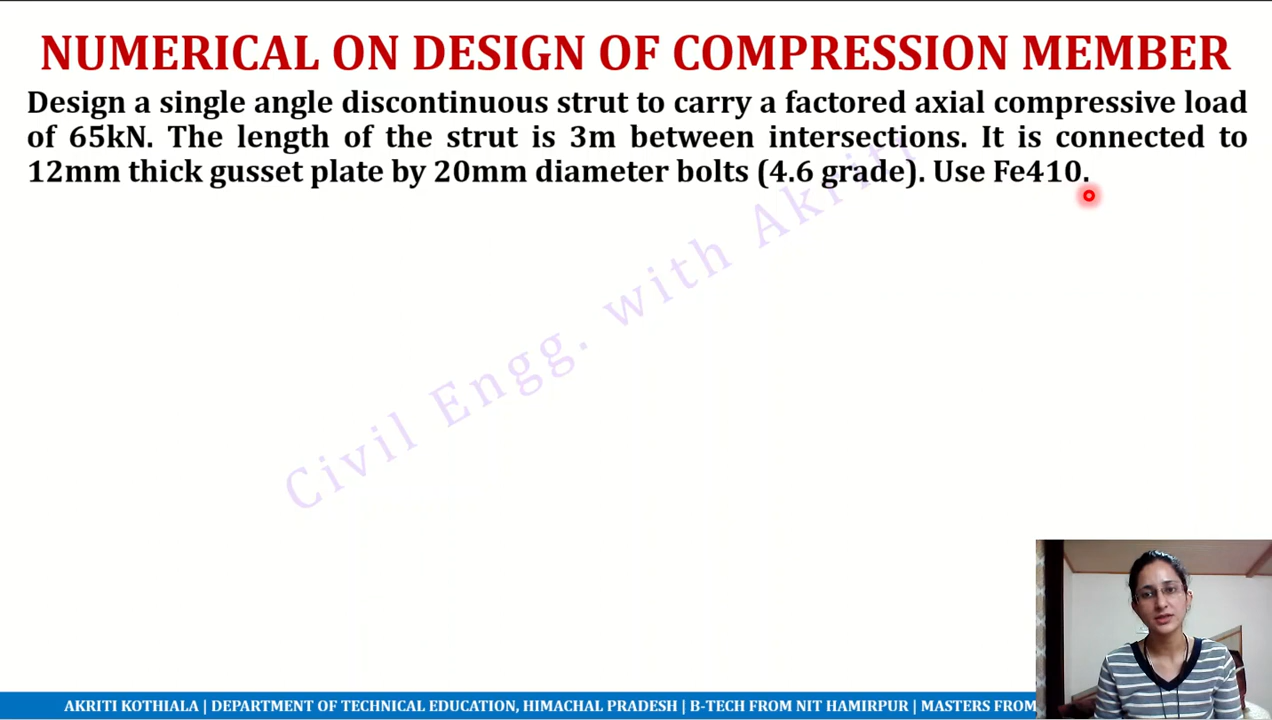 NUMERICAL ON DESIGN OF COMPRESSION MEMBER
Design a single angle discontinuous strut to carry a factored axial compressive load
of 65kN. The length of the strut is 3m between intersections. It is connected to
12mm thick gusset plate by 20mm diameter bolts (4.6 grade). Use Fe410.
Civil Engg. with Akriti
AKRITI KOTHIALA | DEPARTMENT OF TECHNICAL EDUCATION, HIMACHAL PRADESH | B-TECH FROM NIT HAMIRPUR | MASTERS FROM